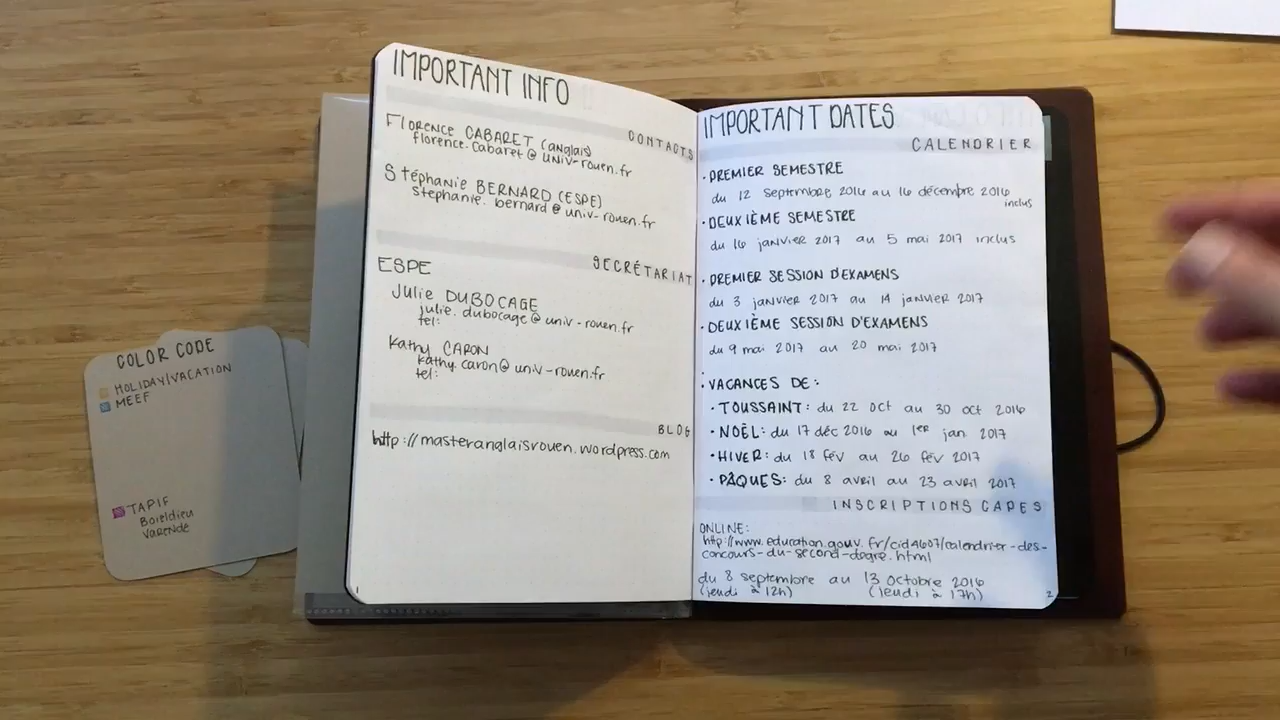 COLOR CODE
HOLIDAY/VACATION
MEEF
TAPIF
Boieldieu
Varende
IMPORTANT INFO
CONTACTS
Florence CABARET (anglais)
florence.cabaret@univ-rouen.fr
Stéphanie BERNARD (ESPE)
stephanie.bernard@univ-rouen.fr
SECRÉTARIAT
ESPE
Julie DUBOCAGE
julie.dubocage@univ-rouen.fr
tel:
Kathy CARON
kathy.caron@univ-rouen.fr
tel:
BLOG
http://masteranglaisrouen.wordpress.com
1
IMPORTANT DATES
CALENDRIER
· PREMIER SEMESTRE
du 12 septembre 2016 au 16 décembre 2016
inclus
· DEUXIÈME SEMESTRE
du 16 janvier 2017 au 5 mai 2017 inclus
· PREMIER SESSION D'EXAMENS
du 3 janvier 2017 au 14 janvier 2017
· DEUXIÈME SESSION D'EXAMENS
du 9 mai 2017 au 20 mai 2017
· VACANCES DE:
· TOUSSAINT: du 22 oct au 30 oct 2016
· NOËL: du 17 déc 2016 au 1er jan 2017
· HIVER: du 18 fév au 26 fév 2017
· PÂQUES: du 8 avril au 23 avril 2017
INSCRIPTIONS CAPES
ONLINE:
http://www.education.gouv.fr/cid4607/calendrier-des-
concours-du-second-degre.html
du 8 septembre au 13 octobre 2016
(jeudi à 12h) (jeudi à 17h)
2